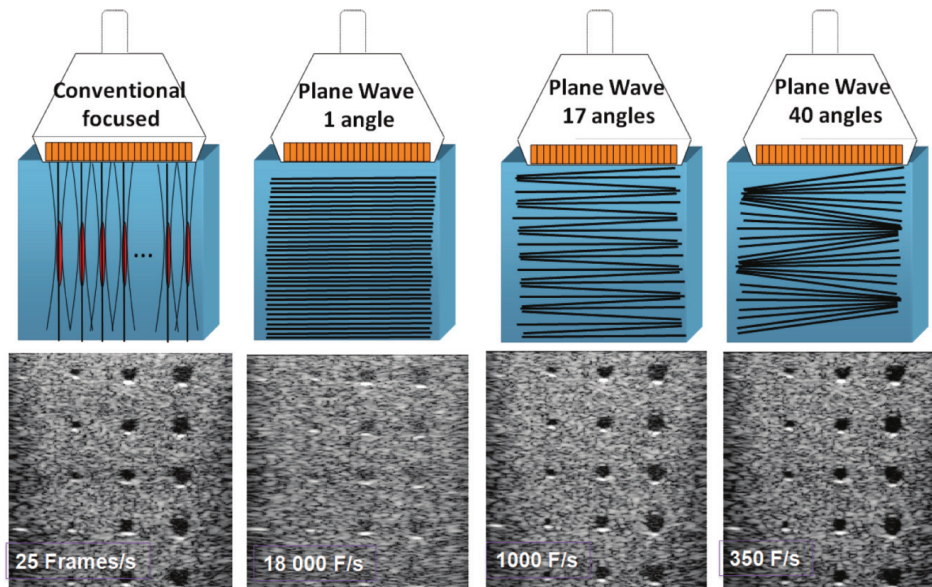 Conventional
focused
Plane Wave
1 angle
Plane Wave
17 angles
Plane Wave
40 angles
25 Frames/s
18 000 F/s
1000 F/s
350 F/s